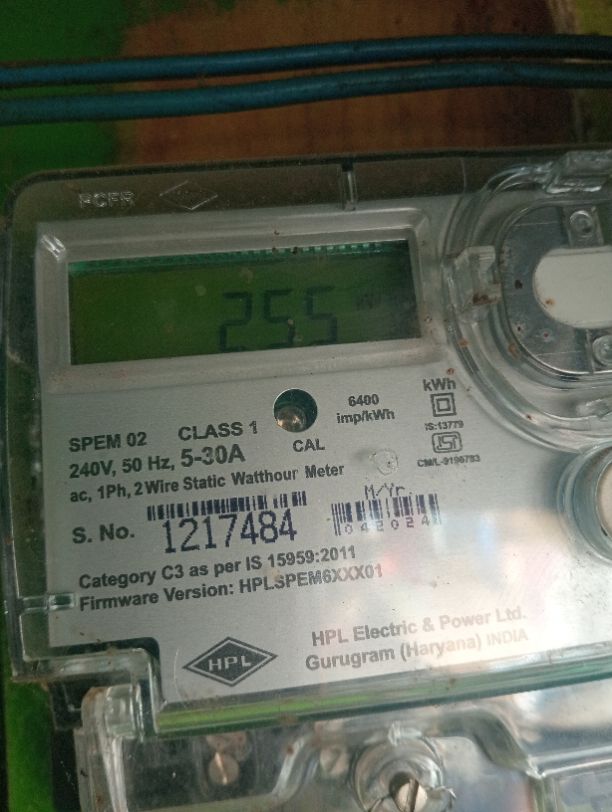 255
6400
imp/kWh
kWh
IS:13779
CM/L-9196783
SPEM 02 CLASS 1
CAL
240V, 50 Hz, 5-30A
ac, 1Ph, 2 Wire Static Watthour Meter
M/Yr.
S. No. 1217484
042024
Category C3 as per IS 15959:2011
Firmware Version: HPLSPEM6XXX01
HPL
HPL Electric & Power Ltd.
Gurugram (Haryana) INDIA